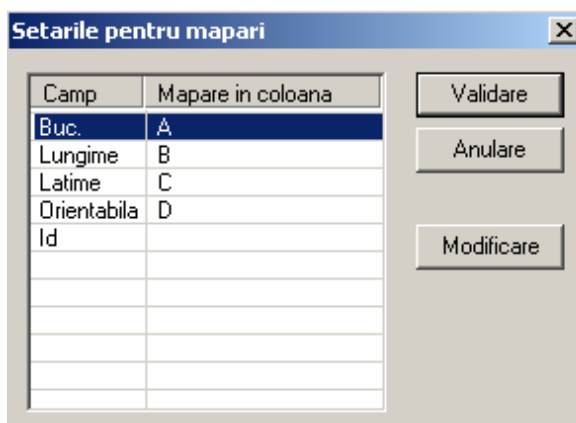 Setarile pentru mapari
Camp Mapare in coloana
Buc. A
Lungime B
Latime C
Orientabila D
Id
Validare
Anulare
Modificare